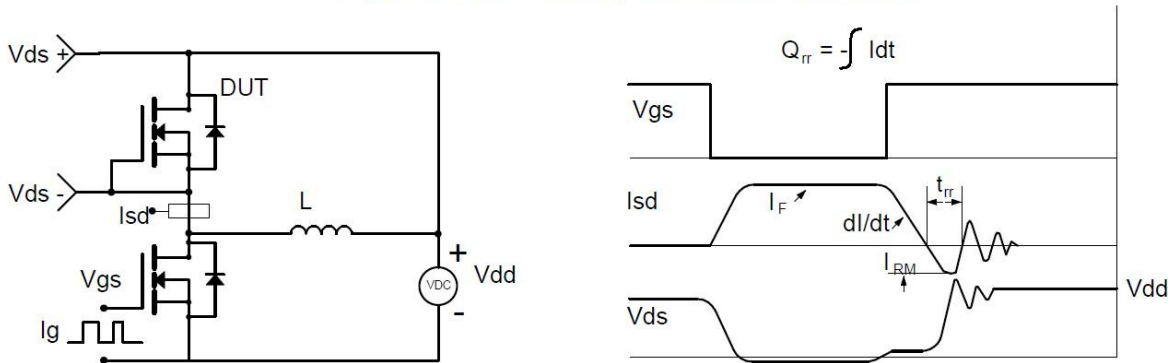 Vds +
DUT
Vds -
Isd
L
Vgs
Ig
VDC
+
-
Vdd
Qrr = -∫ Idt
Vgs
Isd
IF
dI/dt
trr
IRM
Vds
Vdd